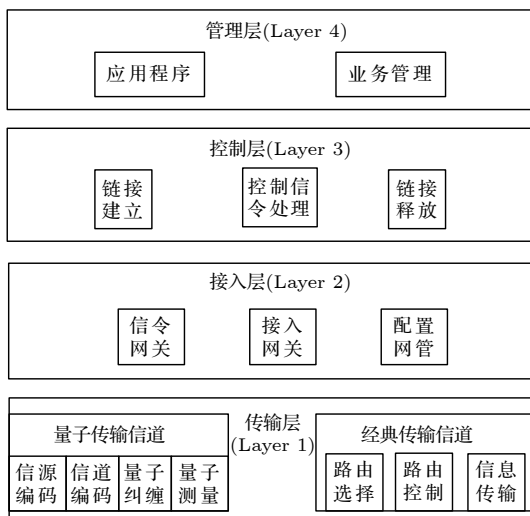 管理层(Layer 4)
应用程序 业务管理
控制层(Layer 3)
链接 控制信 链接
建立 令处理 释放
接入层(Layer 2)
信令 接入 配置
网关 网关 网管
传输层
(Layer 1)
量子传输信道
信源 信道 量子 量子
编码 编码 纠缠 测量
经典传输信道
路由 路由 信息
选择 控制 传输